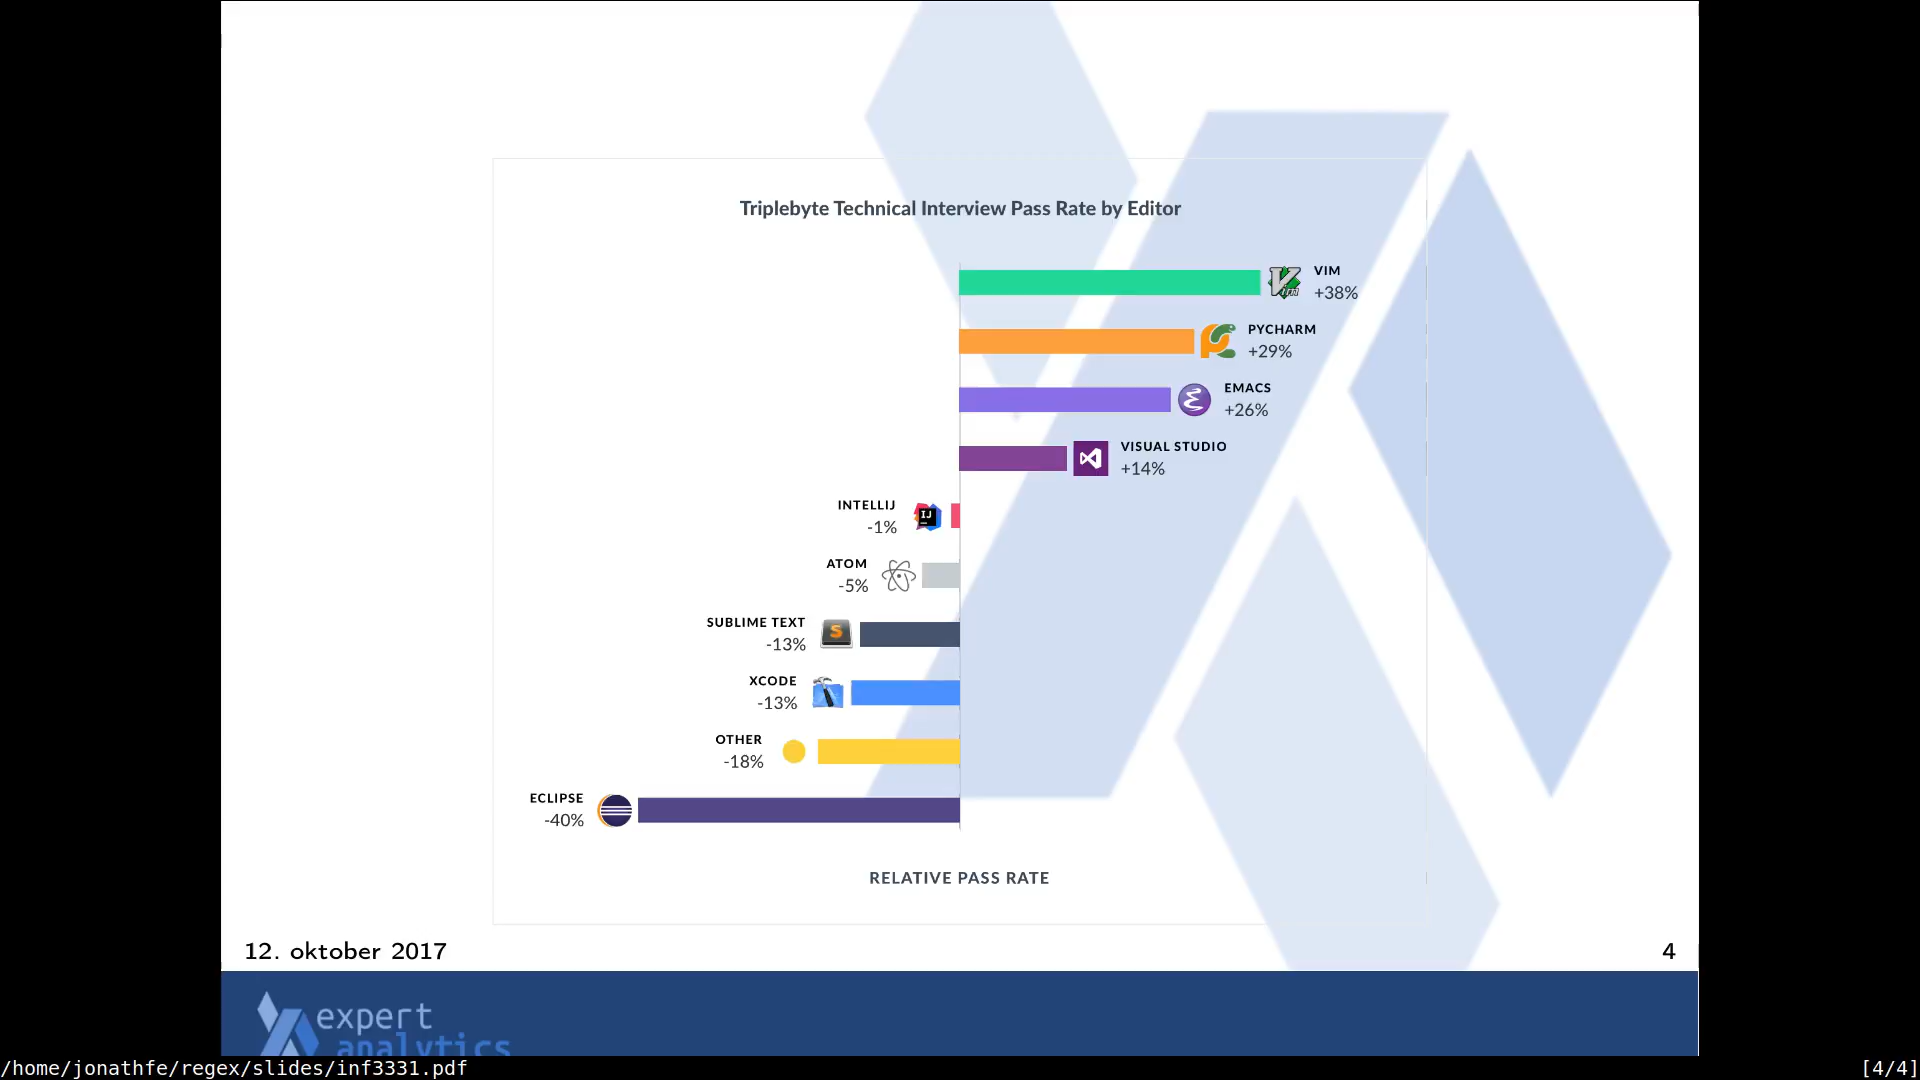 Triplebyte Technical Interview Pass Rate by Editor
VIM
+38%
PYCHARM
+29%
EMACS
+26%
VISUAL STUDIO
+14%
INTELLIJ
IJ
-1%
ATOM
-5%
SUBLIME TEXT
S
-13%
XCODE
-13%
OTHER
-18%
ECLIPSE
-40%
RELATIVE PASS RATE
12. oktober 2017
4
expert
analytics
/home/jonathfe/regex/slides/inf3331.pdf
[4/4]